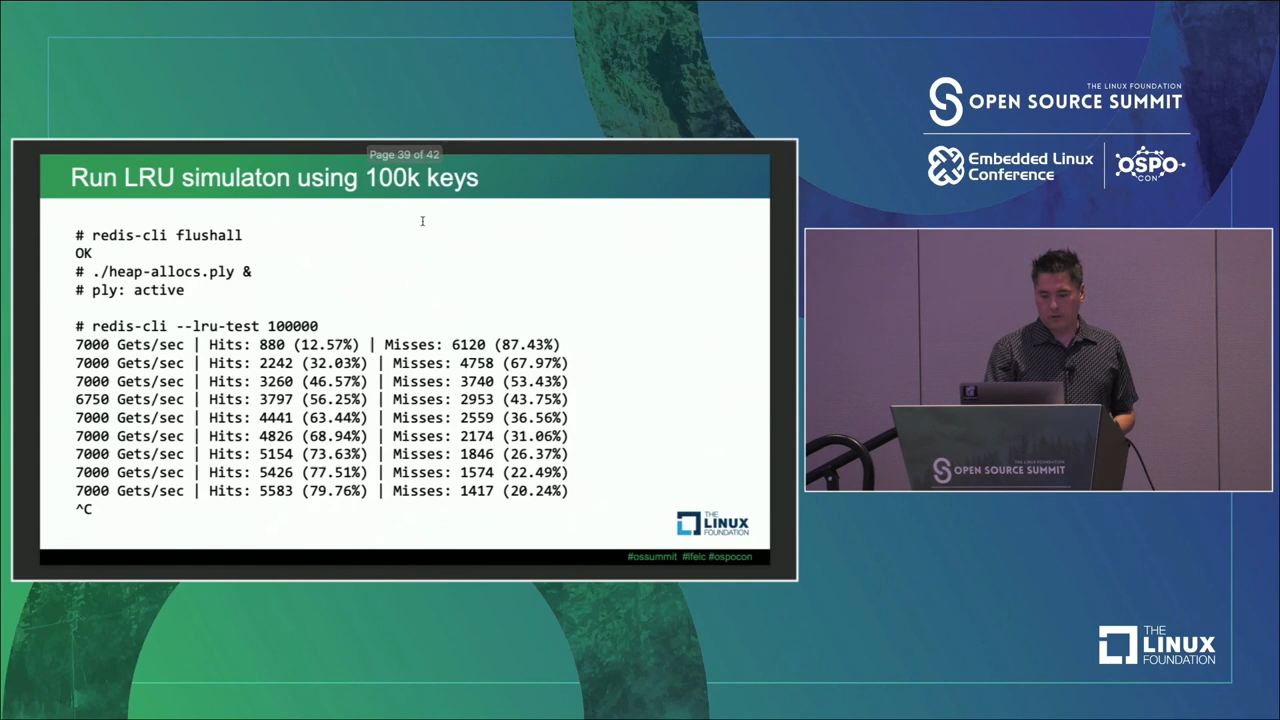 THE LINUX FOUNDATION
OPEN SOURCE SUMMIT
Embedded Linux
Conference
OSPO
CON
Page 39 of 42
Run LRU simulaton using 100k keys
# redis-cli flushall
OK
# ./heap-allocs.ply &
# ply: active
# redis-cli --lru-test 100000
7000 Gets/sec | Hits: 880 (12.57%) | Misses: 6120 (87.43%)
7000 Gets/sec | Hits: 2242 (32.03%) | Misses: 4758 (67.97%)
7000 Gets/sec | Hits: 3260 (46.57%) | Misses: 3740 (53.43%)
6750 Gets/sec | Hits: 3797 (56.25%) | Misses: 2953 (43.75%)
7000 Gets/sec | Hits: 4441 (63.44%) | Misses: 2559 (36.56%)
7000 Gets/sec | Hits: 4826 (68.94%) | Misses: 2174 (31.06%)
7000 Gets/sec | Hits: 5154 (73.63%) | Misses: 1846 (26.37%)
7000 Gets/sec | Hits: 5426 (77.51%) | Misses: 1574 (22.49%)
7000 Gets/sec | Hits: 5583 (79.76%) | Misses: 1417 (20.24%)
^C
THE
LINUX
FOUNDATION
#ossummit #lfelc #ospocon
THE LINUX FOUNDATION
OPEN SOURCE SUMMIT
THE
LINUX
FOUNDATION